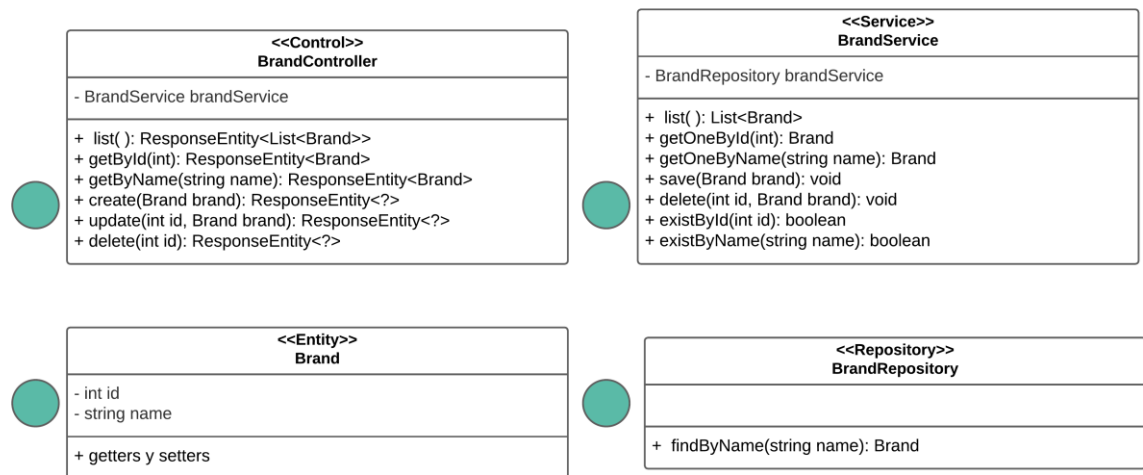 <<Control>>
BrandController
- BrandService brandService
+ list( ): ResponseEntity<List<Brand>>
+ getById(int): ResponseEntity<Brand>
+ getByName(string name): ResponseEntity<Brand>
+ create(Brand brand): ResponseEntity<?>
+ update(int id, Brand brand): ResponseEntity<?>
+ delete(int id): ResponseEntity<?>
<<Service>>
BrandService
- BrandRepository brandService
+ list( ): List<Brand>
+ getOneById(int): Brand
+ getOneByName(string name): Brand
+ save(Brand brand): void
+ delete(int id, Brand brand): void
+ existById(int id): boolean
+ existByName(string name): boolean
<<Entity>>
Brand
- int id
- string name
+ getters y setters
<<Repository>>
BrandRepository
+ findByName(string name): Brand